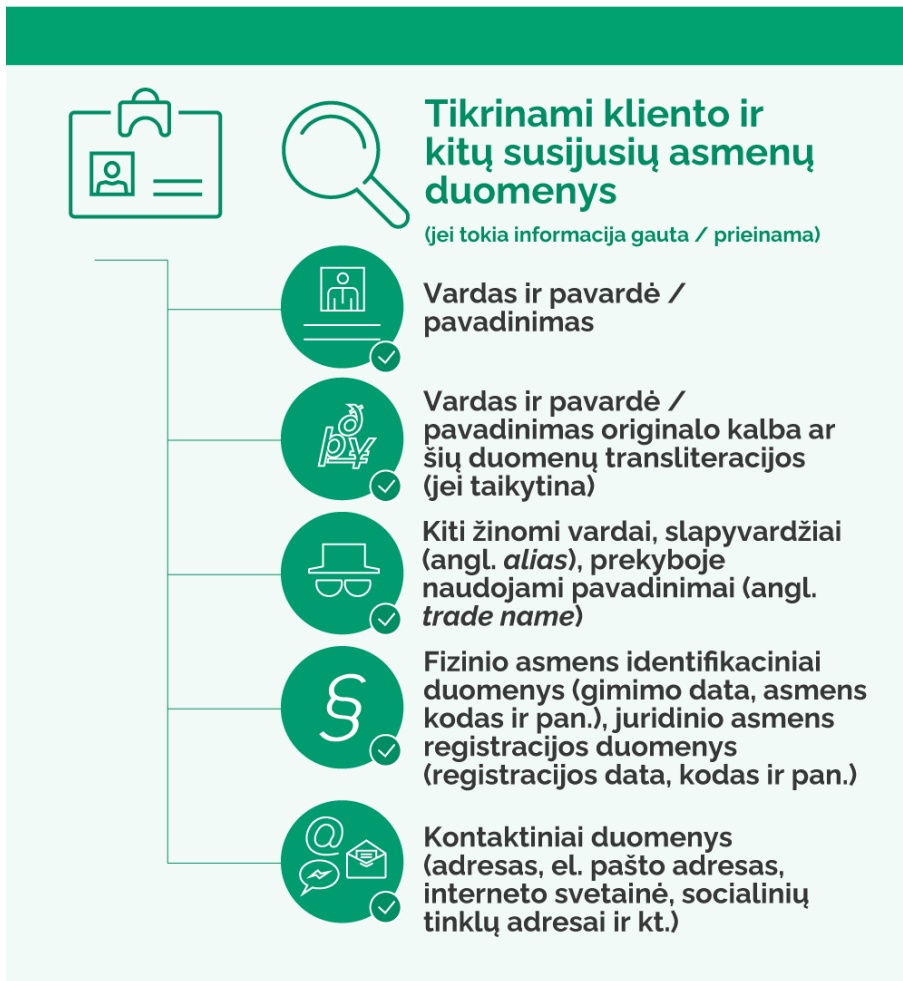 Tikrinami kliento ir
kitų susijusių asmenų
duomenys
(jei tokia informacija gauta / prieinama)
Vardas ir pavardė /
pavadinimas
Vardas ir pavardė /
pavadinimas originalo kalba ar
šių duomenų transliteracijos
(jei taikytina)
Kiti žinomi vardai, slapyvardžiai
(angl. alias), prekyboje
naudojami pavadinimai (angl.
trade name)
Fizinio asmens identifikaciniai
duomenys (gimimo data, asmens
kodas ir pan.), juridinio asmens
registracijos duomenys
(registracijos data, kodas ir pan.)
Kontaktiniai duomenys
(adresas, el. pašto adresas,
interneto svetainė, socialinių
tinklų adresai ir kt.)